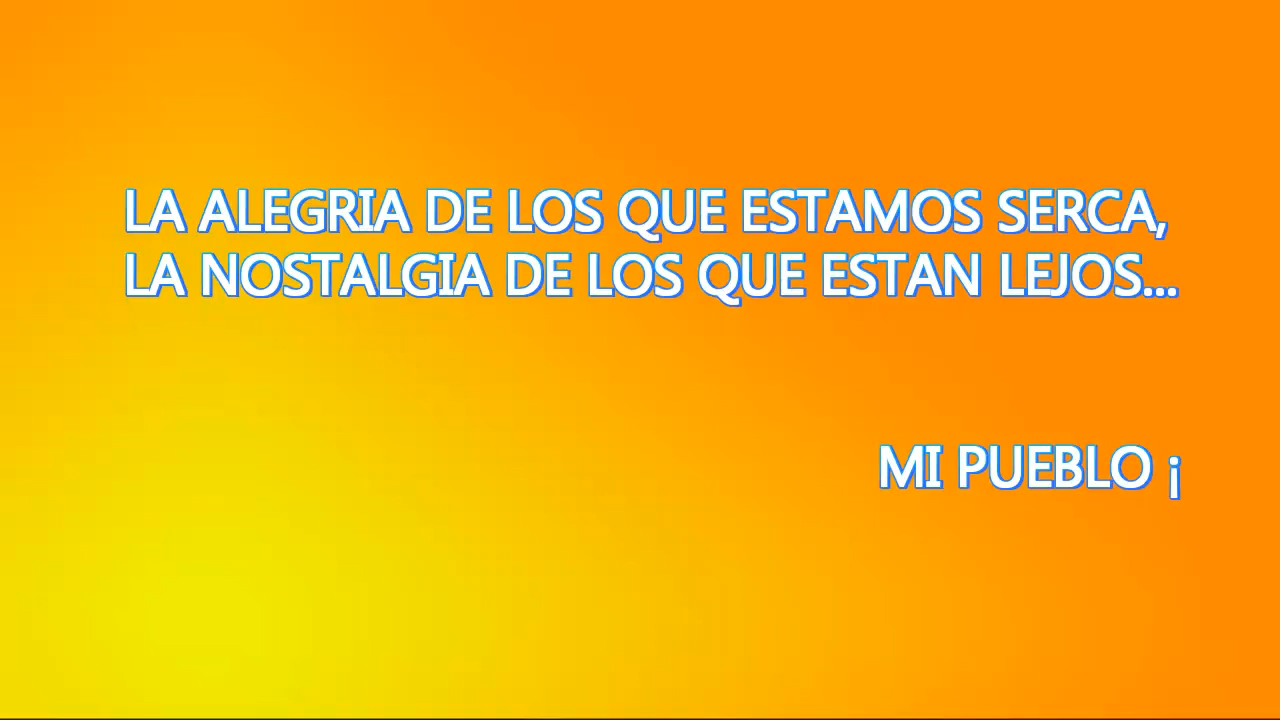 LA ALEGRIA DE LOS QUE ESTAMOS SERCA,
LA NOSTALGIA DE LOS QUE ESTAN LEJOS...
MI PUEBLO ¡